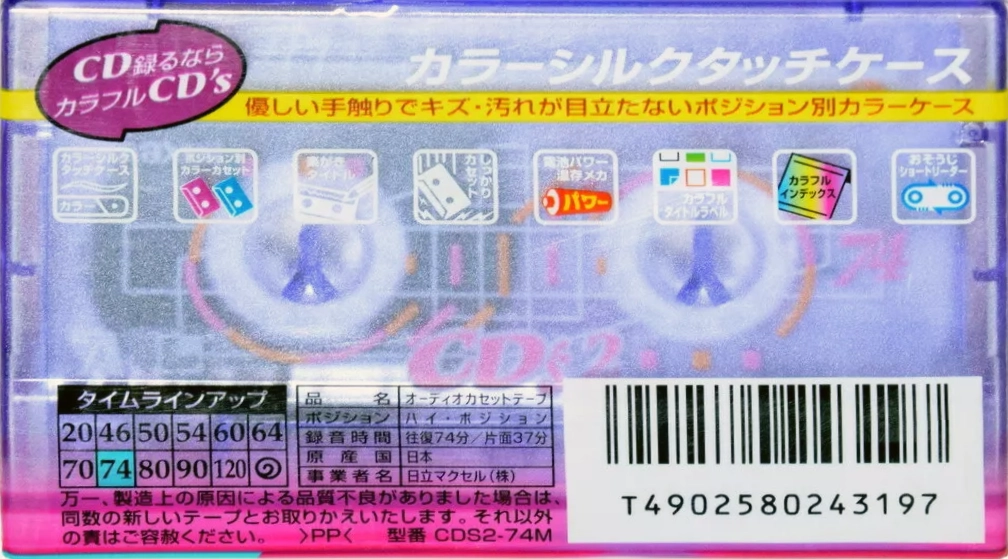 CD録るなら
カラフルCD's
カラーシルクタッチケース
優しい手触りでキズ・汚れが目立たないポジション別カラーケース
カラーシルク
タッチケース
カラー
ポジション別
カラーカセット
タイトル
しっかり
カセット
電池パワー
温存メカ
パワー
カラフル
タイトルラベル
カラフル
インデックス
おそうじ
ショートリーダー
74
CDs2
タイムラインアップ
20 46 50 54 60 64
70 74 80 90 120
品名 オーディオカセットテープ
ポジション ハイ・ポジション
録音時間 往復74分/片面37分
原産国 日本
事業者名 日立マクセル(株)
万一、製造上の原因による品質不良がありました場合は、
同数の新しいテープとお取りかえいたします。それ以外
の責はご容赦ください。 >PP< 型番 CDS2-74M
T4902580243197